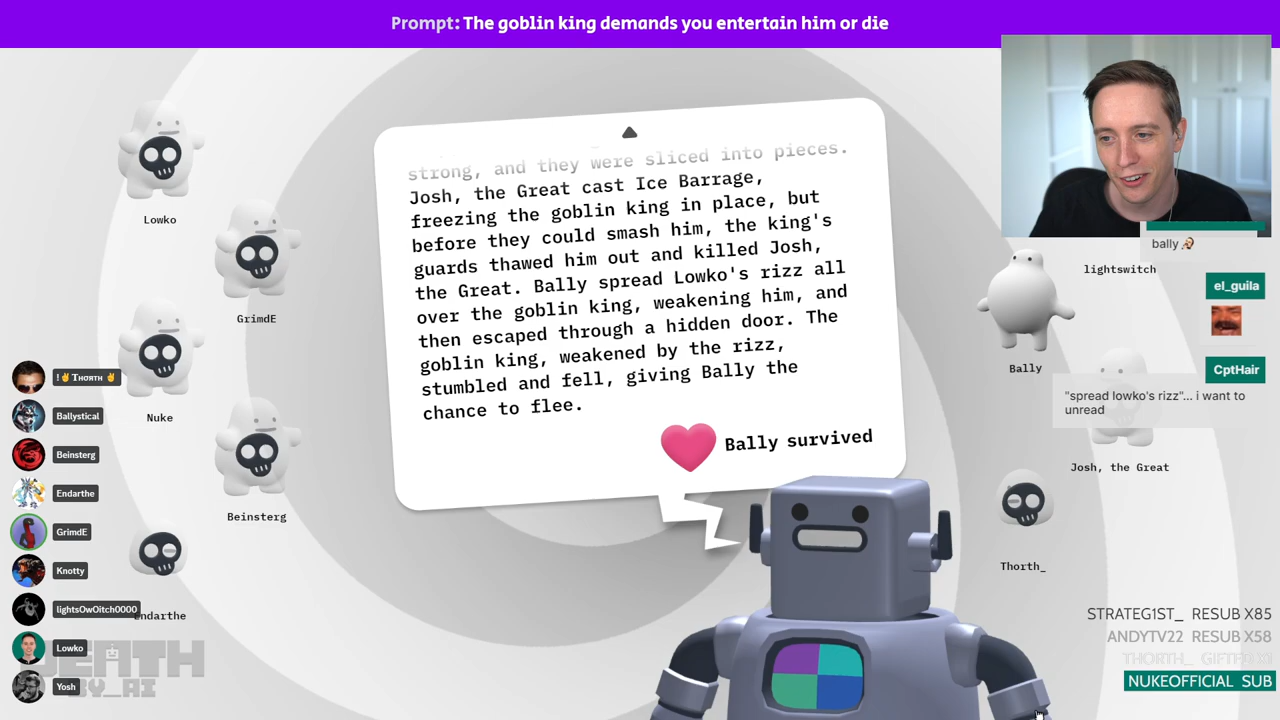 Prompt: The goblin king demands you entertain him or die
strong, and they were sliced into pieces.
Josh, the Great cast Ice Barrage,
freezing the goblin king in place, but
before they could smash him, the king's
guards thawed him out and killed Josh,
the Great. Bally spread Lowko's rizz all
over the goblin king, weakening him, and
then escaped through a hidden door. The
goblin king, weakened by the rizz,
stumbled and fell, giving Bally the
chance to flee.
Bally survived
Lowko
GrimdE
Nuke
Beinsterg
Endarthe
lightswitch
Bally
Josh, the Great
Thorth_
! ✌ Tʜᴏʀᴛʜ ✌
Ballystical
Beinsterg
Endarthe
GrimdE
Knotty
lightsOwOitch0000
Lowko
Yosh
DEATH
BY_AI
bally
el_guila
CptHair
"spread lowko's rizz"... i want to
unread
STRATEG1ST_ RESUB X85
ANDYTV22 RESUB X58
THORTH_
NUKEOFFICIAL SUB